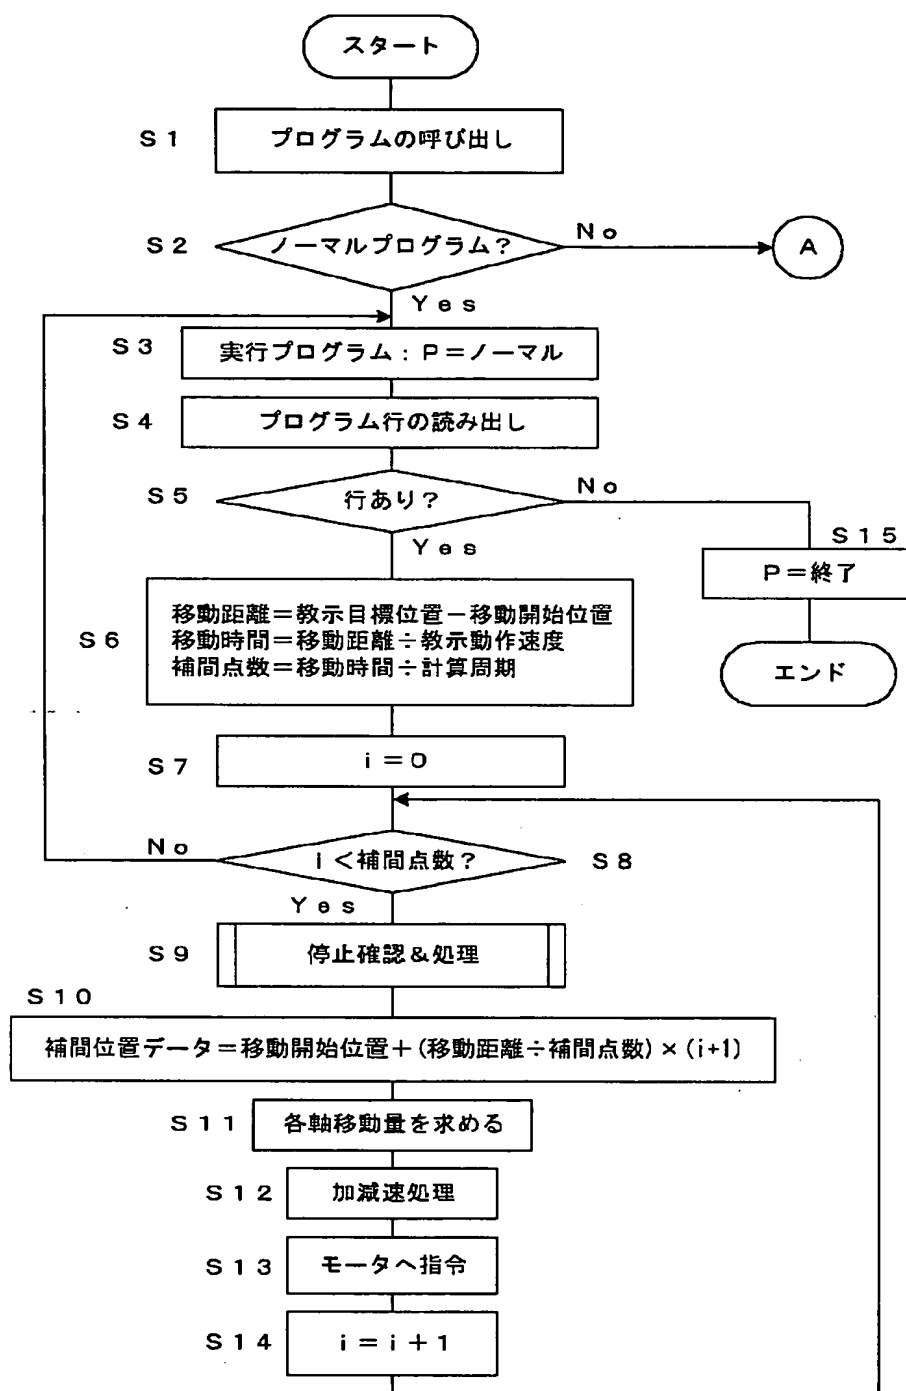 スタート
S1
プログラムの呼び出し
S2
ノーマルプログラム?
No
A
Yes
S3
実行プログラム:P=ノーマル
S4
プログラム行の読み出し
S5
行あり?
No
Yes
S15
P=終了
エンド
S6
移動距離=教示目標位置-移動開始位置
移動時間=移動距離÷教示動作速度
補間点数=移動時間÷計算周期
S7
i=0
No
i<補間点数?
S8
Yes
S9
停止確認&処理
S10
補間位置データ=移動開始位置+(移動距離÷補間点数)×(i+1)
S11
各軸移動量を求める
S12
加減速処理
S13
モータへ指令
S14
i=i+1